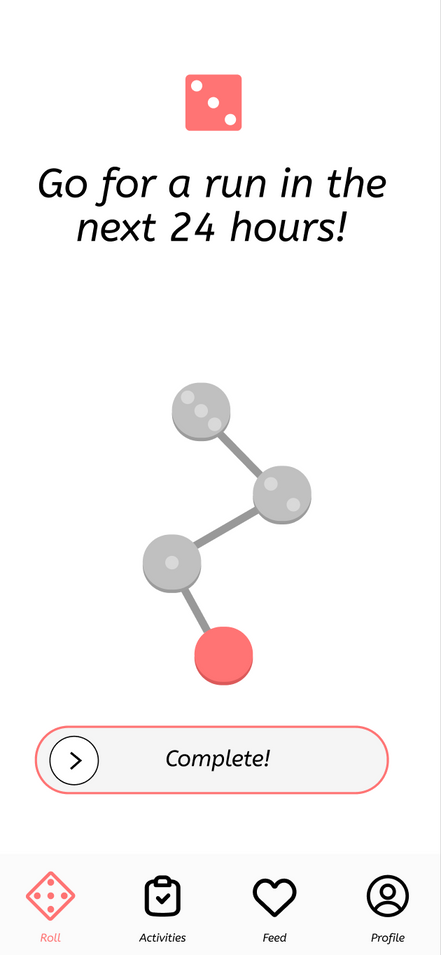 Go for a run in the
next 24 hours!
Complete!
Roll
Activities
Feed
Profile